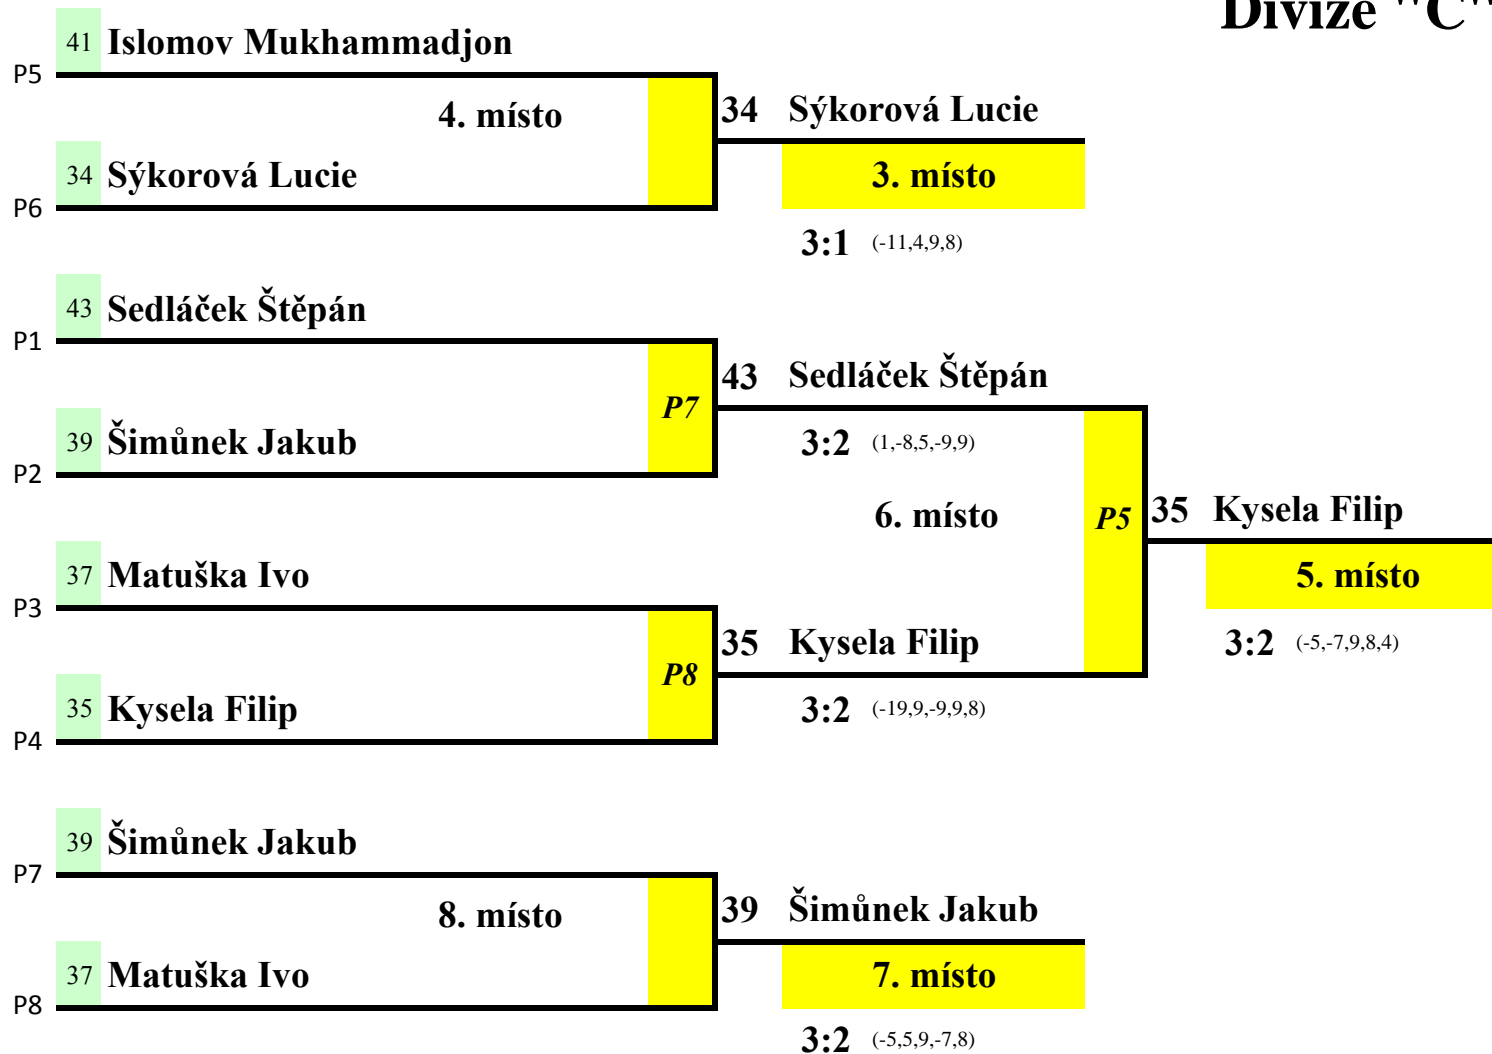 Divize "C"
41 Islomov Mukhammadjon
P5
4. místo
34 Sýkorová Lucie
34 Sýkorová Lucie
3. místo
P6
3:1 (-11,4,9,8)
43 Sedláček Štěpán
P1
43 Sedláček Štěpán
P7
39 Šimůnek Jakub
3:2 (1,-8,5,-9,9)
P2
6. místo
P5
35 Kysela Filip
37 Matuška Ivo
5. místo
P3
35 Kysela Filip
3:2 (-5,-7,9,8,4)
P8
35 Kysela Filip
3:2 (-19,9,-9,9,8)
P4
39 Šimůnek Jakub
P7
8. místo
39 Šimůnek Jakub
37 Matuška Ivo
7. místo
P8
3:2 (-5,5,9,-7,8)